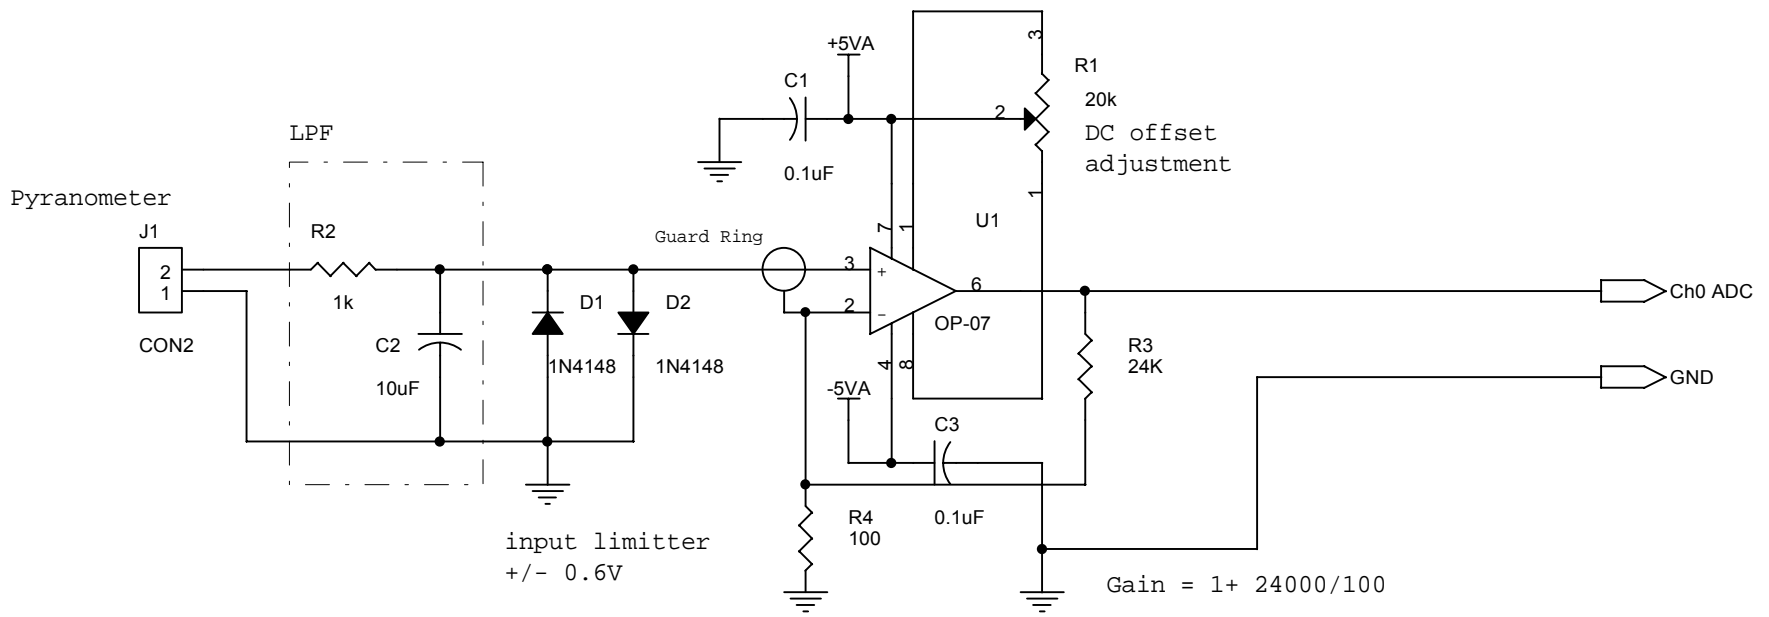 3
+5VA
R1
C1
20k
2
LPF
DC offset
adjustment
0.1uF
Pyranometer
1
J1
U1
7
1
R2
Guard Ring
2
3
+
6
1
Ch0 ADC
1k
D1
D2
2
-
OP-07
CON2
C2
R3
1N4148
1N4148
4
8
24K
GND
10uF
-5VA
C3
R4
0.1uF
100
input limitter
+/- 0.6V
Gain = 1+ 24000/100